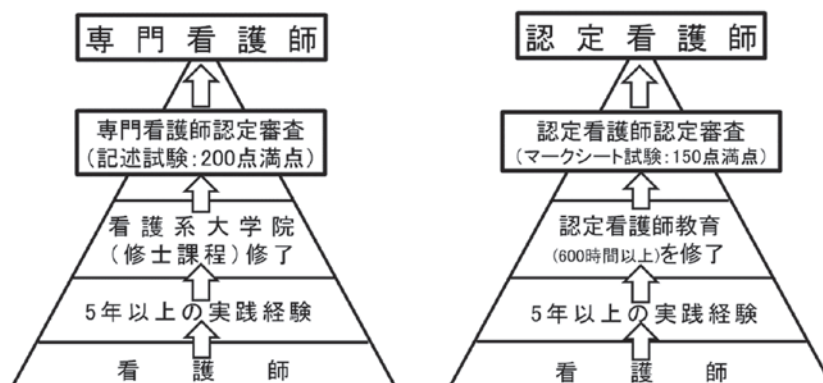 専門看護師
専門看護師認定審査
(記述試験:200点満点)
看護系大学院
(修士課程)修了
5年以上の実践経験
看護師
認定看護師
認定看護師認定審査
(マークシート試験:150点満点)
認定看護師教育
(600時間以上)を修了
5年以上の実践経験
看護師